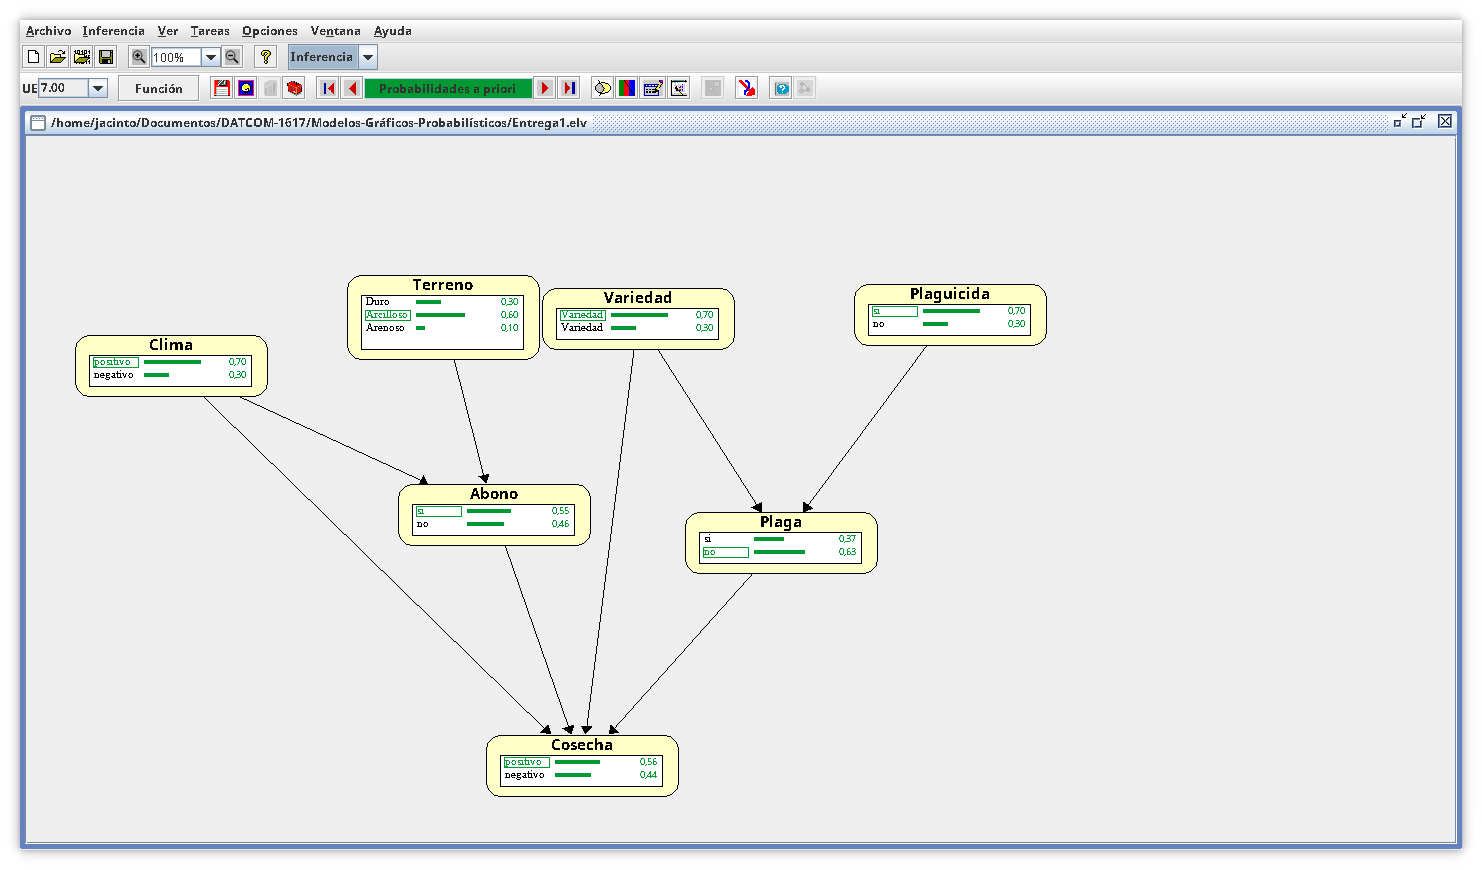 Archivo Inferencia Ver Tareas Opciones Ventana Ayuda
100% Inferencia
UE 7.00 Función Probabilidades a priori
/home/jacinto/Documentos/DATCOM-1617/Modelos-Gráficos-Probabilísticos/Entrega1.elv
Terreno
Duro 0,30
Arcilloso 0,60
Arenoso 0,10
Variedad
Variedad 0,70
Variedad 0,30
Plaguicida
si 0,70
no 0,30
Clima
positivo 0,70
negativo 0,30
Abono
si 0,55
no 0,46
Plaga
si 0,37
no 0,63
Cosecha
positivo 0,56
negativo 0,44